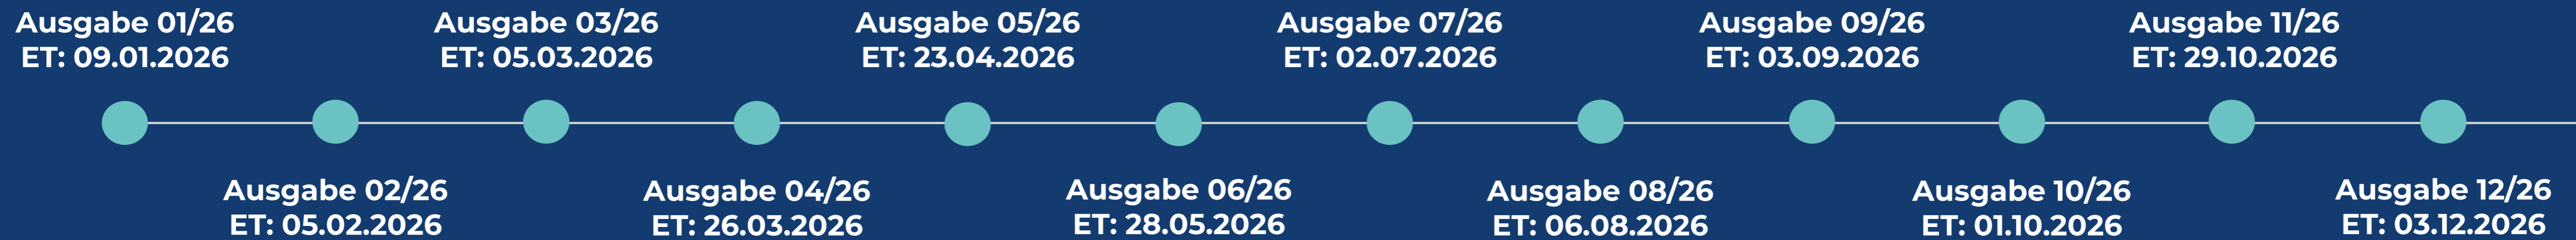 Ausgabe 01/26
ET: 09.01.2026
Ausgabe 02/26
ET: 05.02.2026
Ausgabe 03/26
ET: 05.03.2026
Ausgabe 04/26
ET: 26.03.2026
Ausgabe 05/26
ET: 23.04.2026
Ausgabe 06/26
ET: 28.05.2026
Ausgabe 07/26
ET: 02.07.2026
Ausgabe 08/26
ET: 06.08.2026
Ausgabe 09/26
ET: 03.09.2026
Ausgabe 10/26
ET: 01.10.2026
Ausgabe 11/26
ET: 29.10.2026
Ausgabe 12/26
ET: 03.12.2026